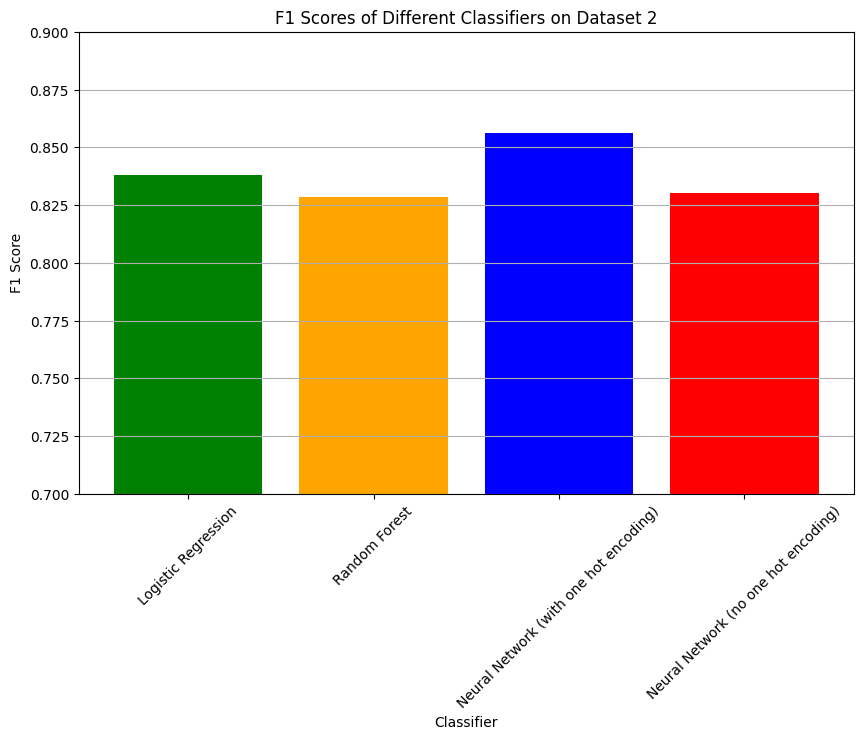 F1 Scores of Different Classifiers on Dataset 2
0.900
0.875
0.850
0.825
0.800
0.775
0.750
0.725
0.700
F1 Score
Logistic Regression
Random Forest
Neural Network (with one hot encoding)
Neural Network (no one hot encoding)
Classifier